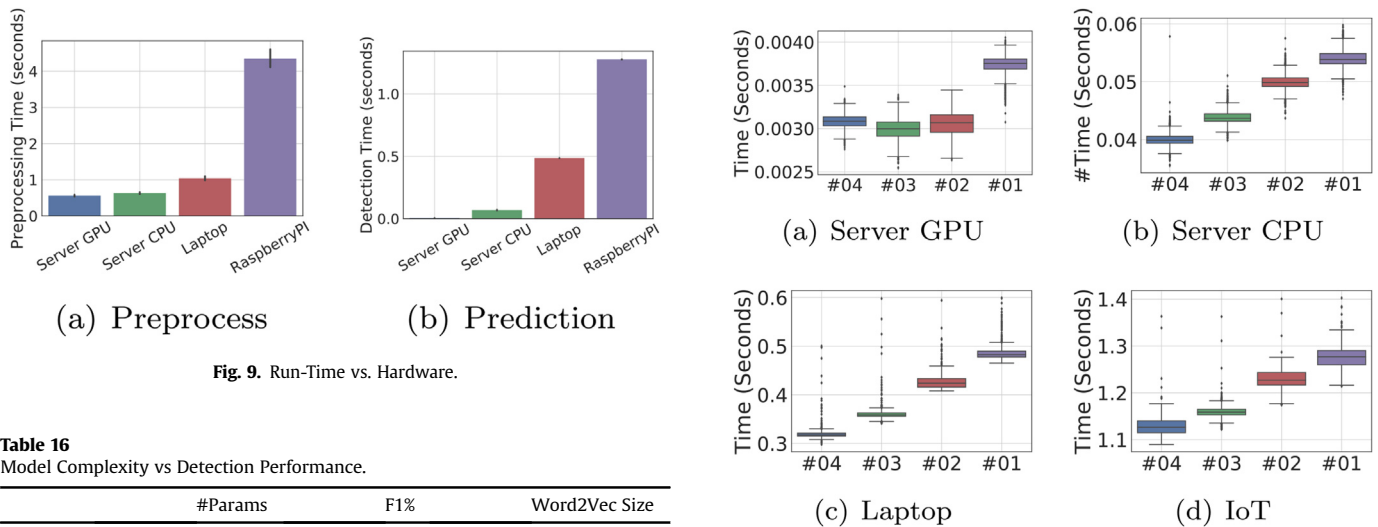 Preprocessing Time (seconds)
4
3
2
1
0
Server GPU
Server CPU
Laptop
RaspberryPI
(a) Preprocess
Detection Time (seconds)
1.0
0.5
0.0
Server GPU
Server CPU
Laptop
RaspberryPI
(b) Prediction
Fig. 9. Run-Time vs. Hardware.
Table 16
Model Complexity vs Detection Performance.
#Params F1% Word2Vec Size
Time (Seconds)
0.0040
0.0035
0.0030
0.0025
#04 #03 #02 #01
(a) Server GPU
#Time (Seconds)
0.06
0.05
0.04
#04 #03 #02 #01
(b) Server CPU
Time (Seconds)
0.6
0.5
0.4
0.3
#04 #03 #02 #01
(c) Laptop
Time (Seconds)
1.4
1.3
1.2
1.1
#04 #03 #02 #01
(d) IoT